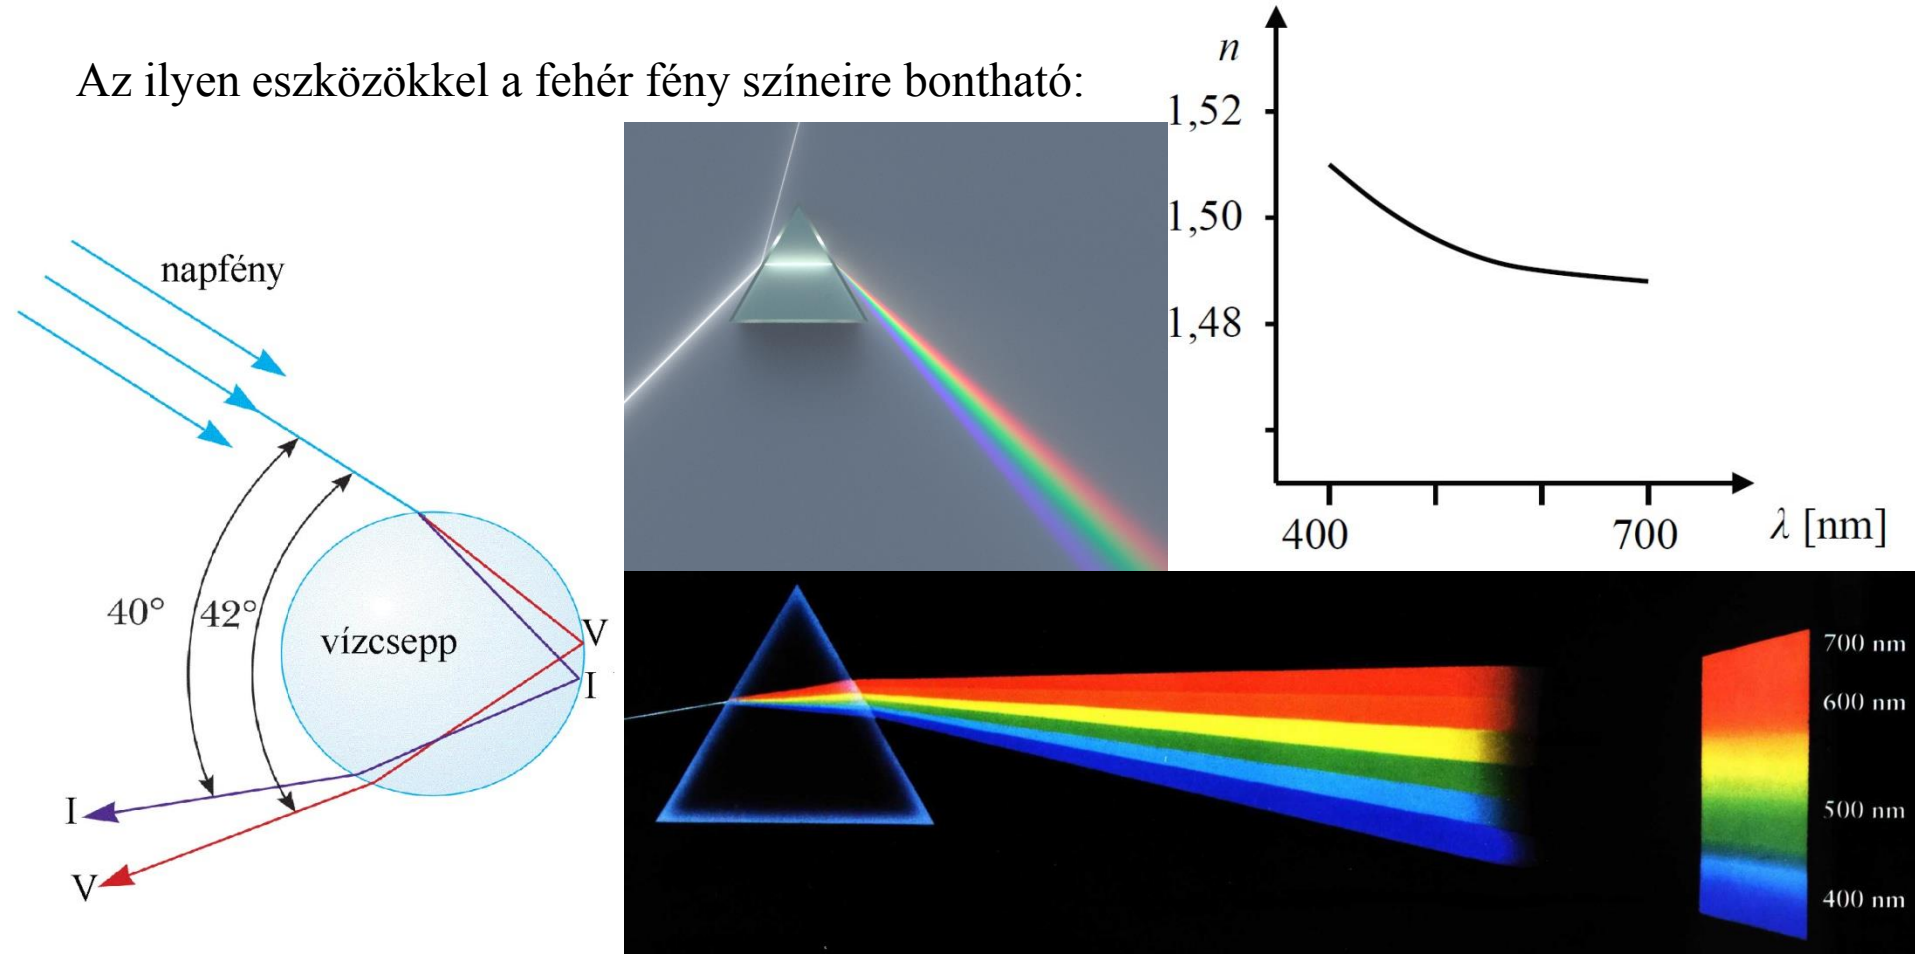 Az ilyen eszközökkel a fehér fény színeire bontható:
napfény
40°
42°
vízcsepp
V
I
I
V
n
1,52
1,50
1,48
400
700
λ [nm]
700 nm
600 nm
500 nm
400 nm